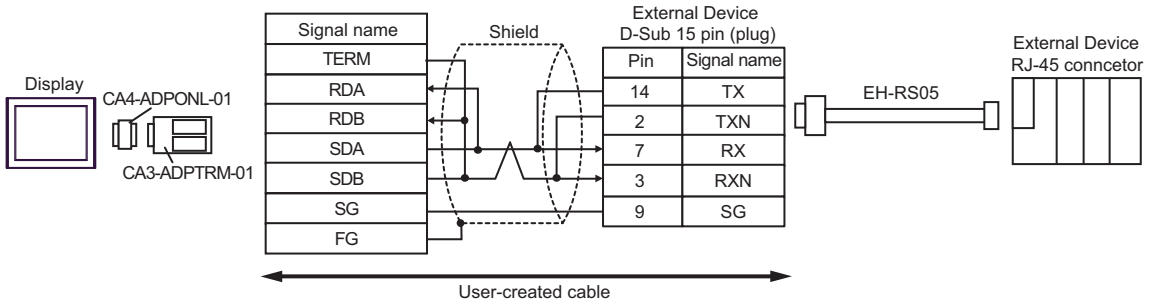 Display
CA4-ADPONL-01
CA3-ADPTRM-01
Signal name
TERM
RDA
RDB
SDA
SDB
SG
FG
Shield
External Device
D-Sub 15 pin (plug)
Pin Signal name
14 TX
2 TXN
7 RX
3 RXN
9 SG
EH-RS05
External Device
RJ-45 conncetor
User-created cable